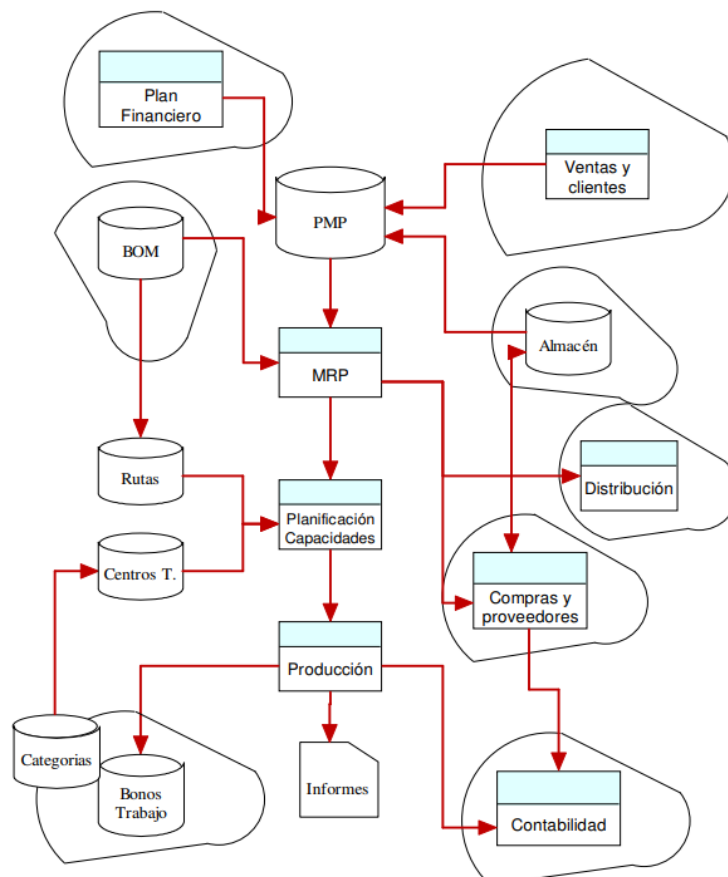 Plan
Financiero
Ventas y
clientes
PMP
BOM
Almacén
MRP
Rutas
Distribución
Planificación
Capacidades
Centros T.
Compras y
proveedores
Producción
Categorias
Informes
Bonos
Trabajo
Contabilidad